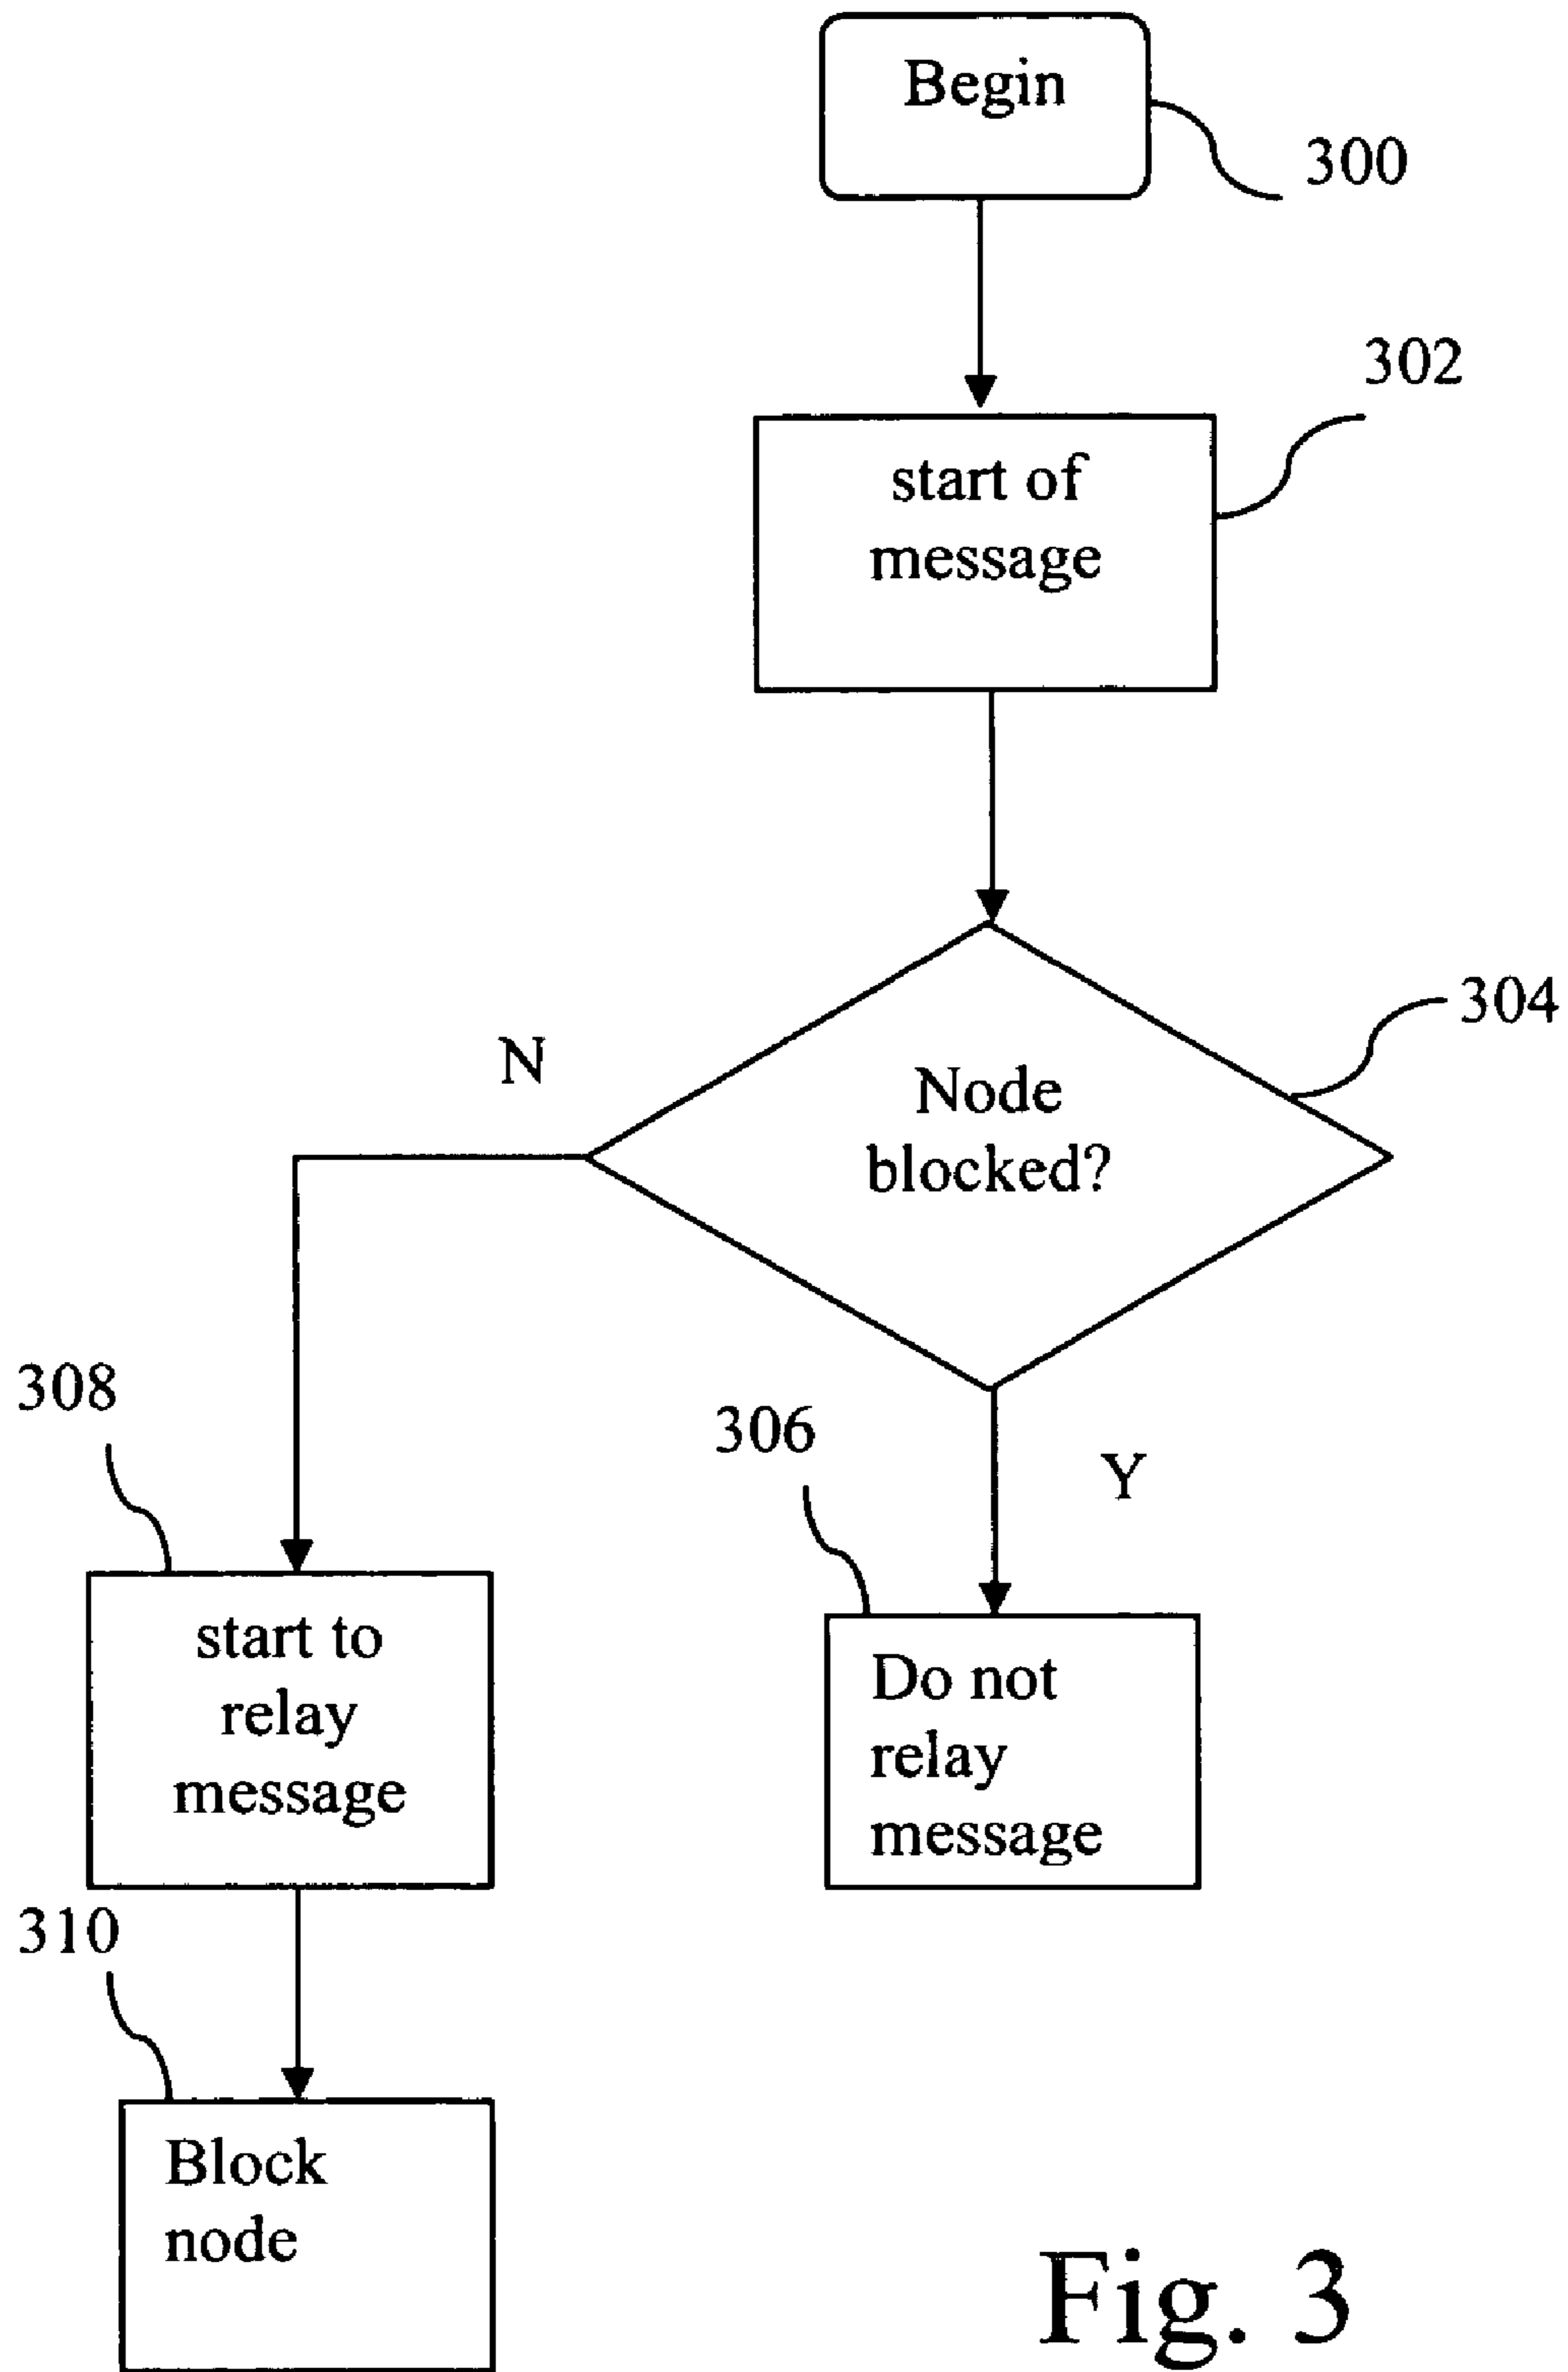 Begin
300
302
start of
message
304
N
Node
blocked?
308
306
Y
start to
relay
message
Do not
relay
message
310
Block
node
Fig. 3